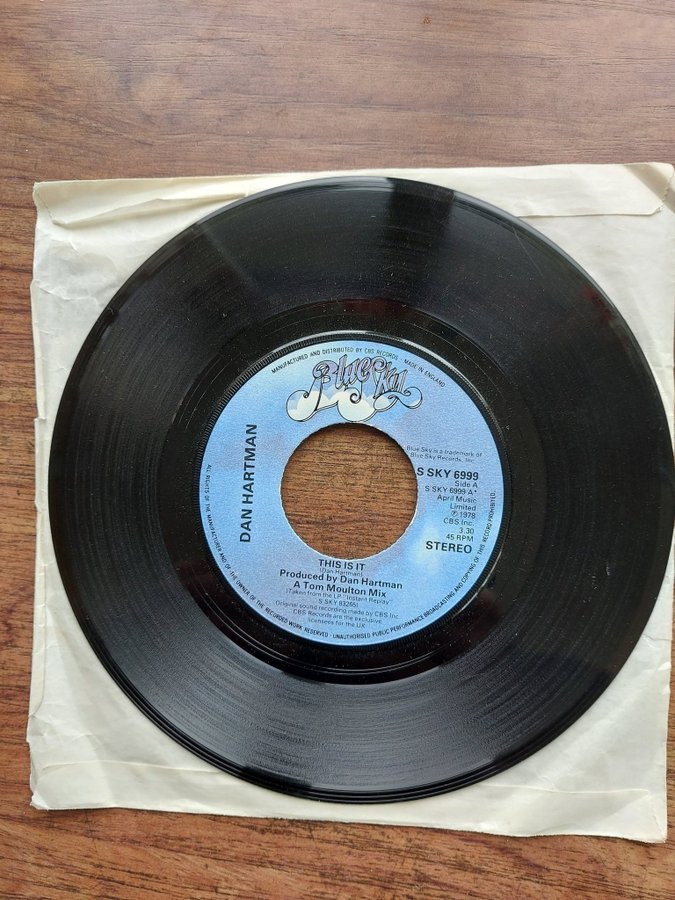 MANUFACTURED AND DISTRIBUTED BY CBS RECORDS - MADE IN ENGLAND
Blue Sky
Blue Sky is a trademark of
Blue Sky Records, Inc.
DAN HARTMAN
S SKY 6999
Side A
S SKY 6999 A*
April Music
Limited
℗ 1978
CBS Inc.
3.30
45 RPM
STEREO
THIS IS IT
(Dan Hartman)
Produced by Dan Hartman
A Tom Moulton Mix
(Taken from the LP-"Instant Replay"
S SKY 83265)
Original sound recording made by CBS Inc
CBS Records are the exclusive
licensees for the UK
ALL RIGHTS OF THE MANUFACTURER AND OF THE OWNER OF THE RECORDED WORK RESERVED - UNAUTHORISED PUBLIC PERFORMANCE BROADCASTING AND COPYING OF THIS RECORD PROHIBITED.